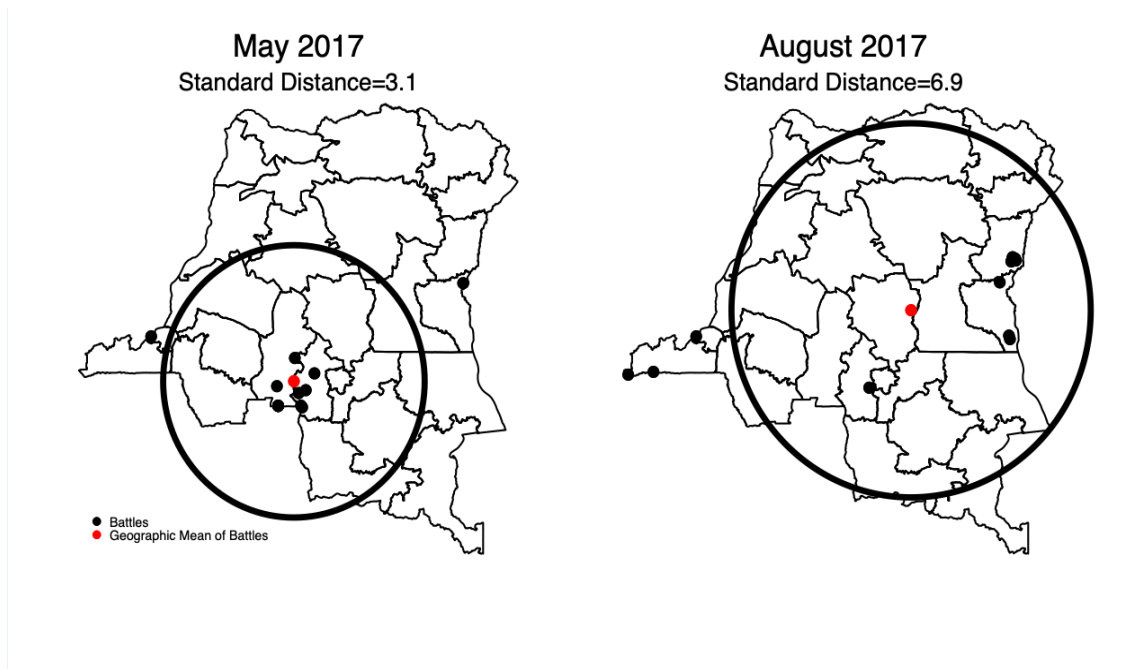 May 2017
Standard Distance=3.1
August 2017
Standard Distance=6.9
Battles
Geographic Mean of Battles